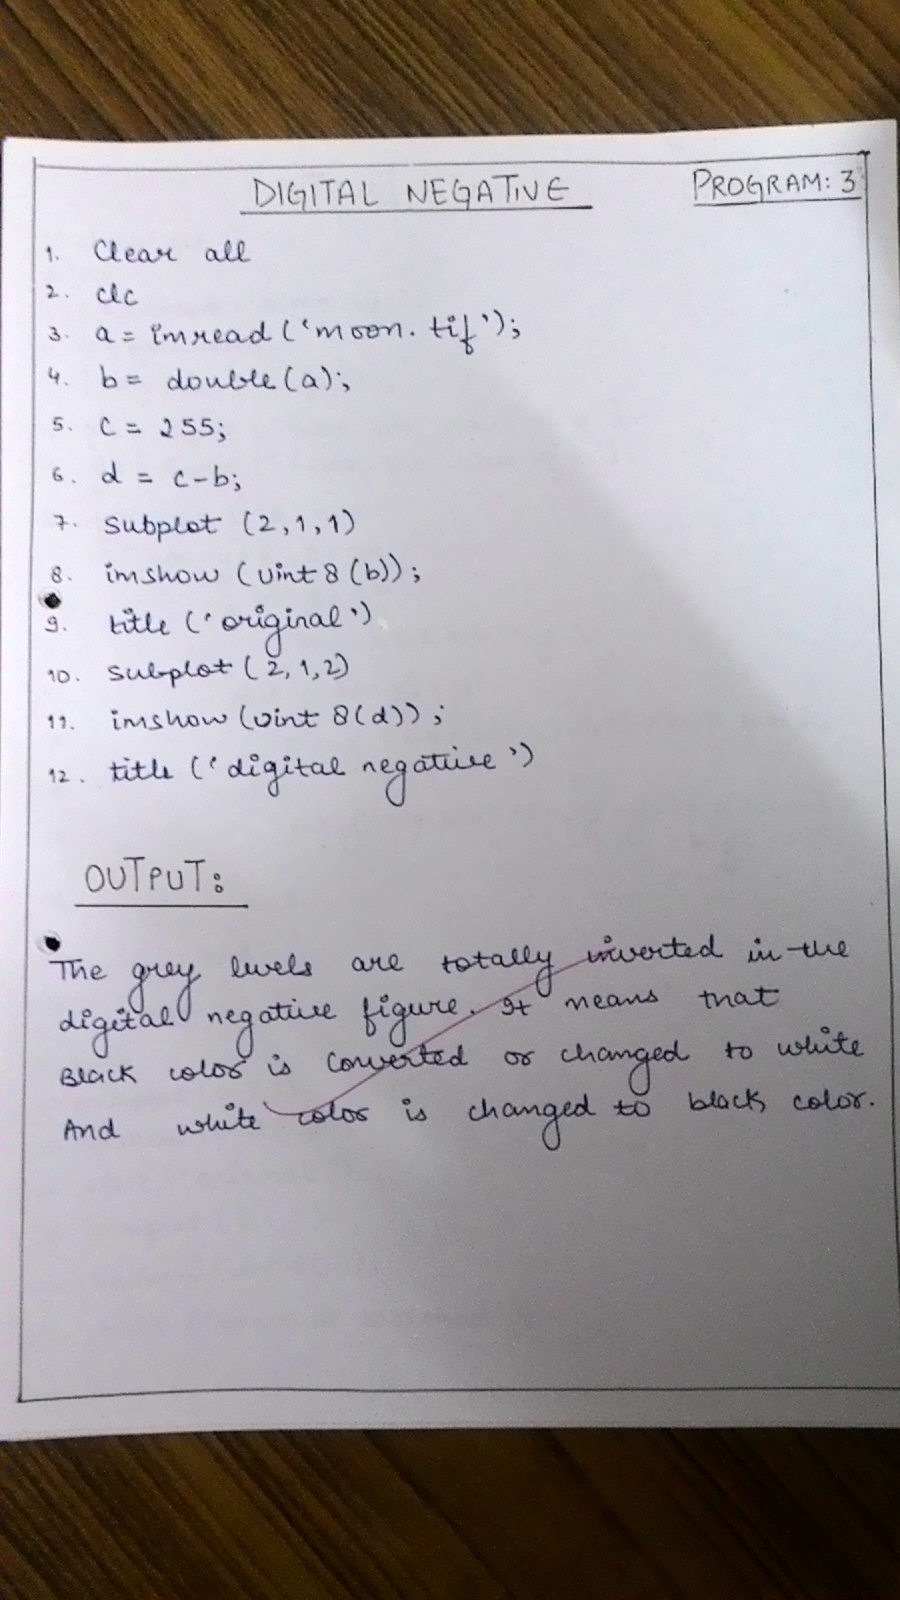 DIGITAL NEGATIVE PROGRAM: 3
1. Clear all
2. clc
3. a = imread ('moon. tif');
4. b = double (a);
5. C = 255;
6. d = c-b;
7. Subplot (2,1,1)
8. imshow (uint 8 (b));
9. title ('original')
10. subplot (2,1,2)
11. imshow (uint 8(d));
12. title ('digital negative')
OUTPUT:
The grey levels are totally inverted in the
digital negative figure. It means that
Black color is converted or changed to white
And white color is changed to black color.